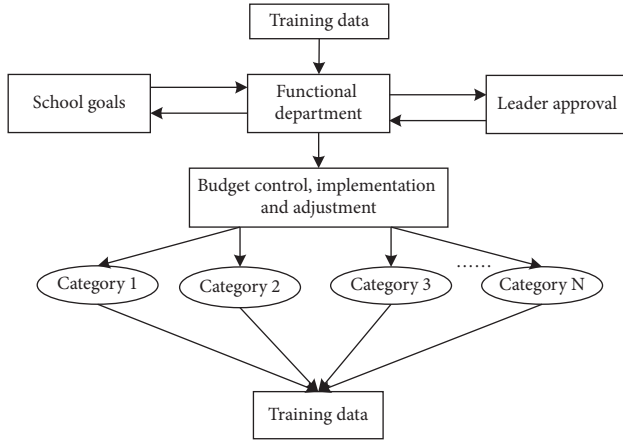 Training data
School goals
Functional
department
Leader approval
Budget control, implementation
and adjustment
......
Category 1
Category 2
Category 3
Category N
Training data